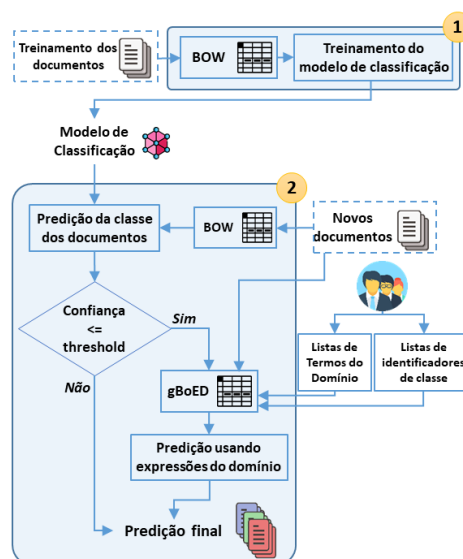 1
Treinamento dos
documentos
BOW
Treinamento do
modelo de classificação
Modelo de
Classificação
2
Predição da classe
dos documentos
BOW
Novos
documentos
Confiança
<=
threshold
Sim
Não
Listas de
Termos do
Domínio
Listas de
identificadores
de classe
gBoED
Predição usando
expressões do domínio
Predição final